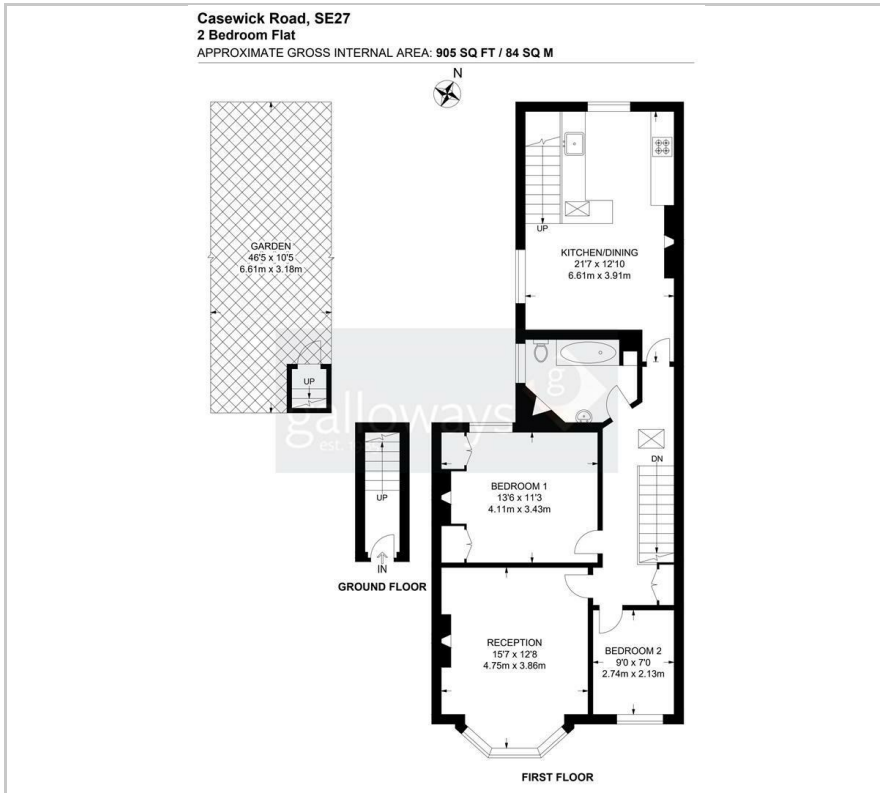 Casewick Road, SE27
2 Bedroom Flat
APPROXIMATE GROSS INTERNAL AREA: 905 SQ FT / 84 SQ M
N
GARDEN
46'5 x 10'5
6.61m x 3.18m
UP
UP
KITCHEN/DINING
21'7 x 12'10
6.61m x 3.91m
g
galloways
UP
IN
GROUND FLOOR
BEDROOM 1
13'6 x 11'3
4.11m x 3.43m
DN
RECEPTION
15'7 x 12'8
4.75m x 3.86m
BEDROOM 2
9'0 x 7'0
2.74m x 2.13m
FIRST FLOOR